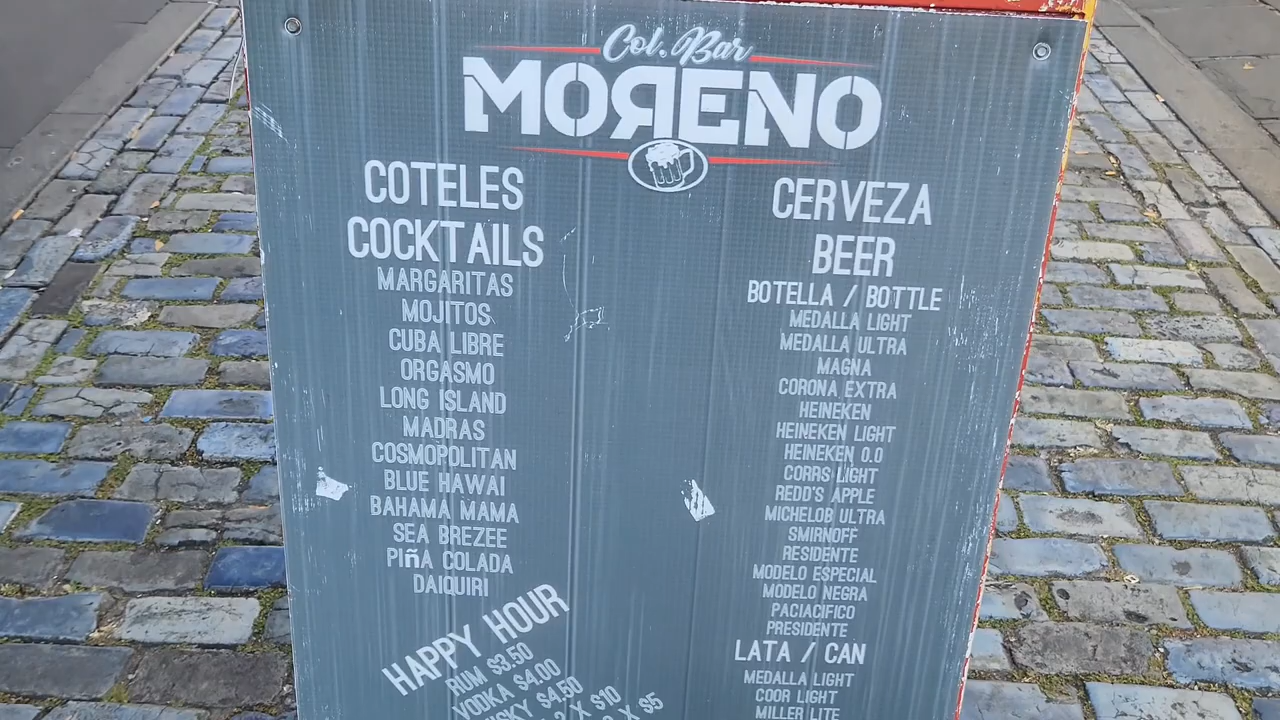 Col. Bar
MORENO
COTELES
COCKTAILS
MARGARITAS
MOJITOS
CUBA LIBRE
ORGASMO
LONG ISLAND
MADRAS
COSMOPOLITAN
BLUE HAWAI
BAHAMA MAMA
SEA BREZEE
PIñA COLADA
DAIQUIRI
HAPPY HOUR
RUM $3.50
VODKA $4.00
$4.50
2 X $10
X $5
CERVEZA
BEER
BOTELLA / BOTTLE
MEDALLA LIGHT
MEDALLA ULTRA
MAGNA
CORONA EXTRA
HEINEKEN
HEINEKEN LIGHT
HEINEKEN 0.0
CORRS LIGHT
REDD'S APPLE
MICHELOB ULTRA
SMIRNOFF
RESIDENTE
MODELO ESPECIAL
MODELO NEGRA
PACIACIFICO
PRESIDENTE
LATA / CAN
MEDALLA LIGHT
COOR LIGHT
MILLER LITE